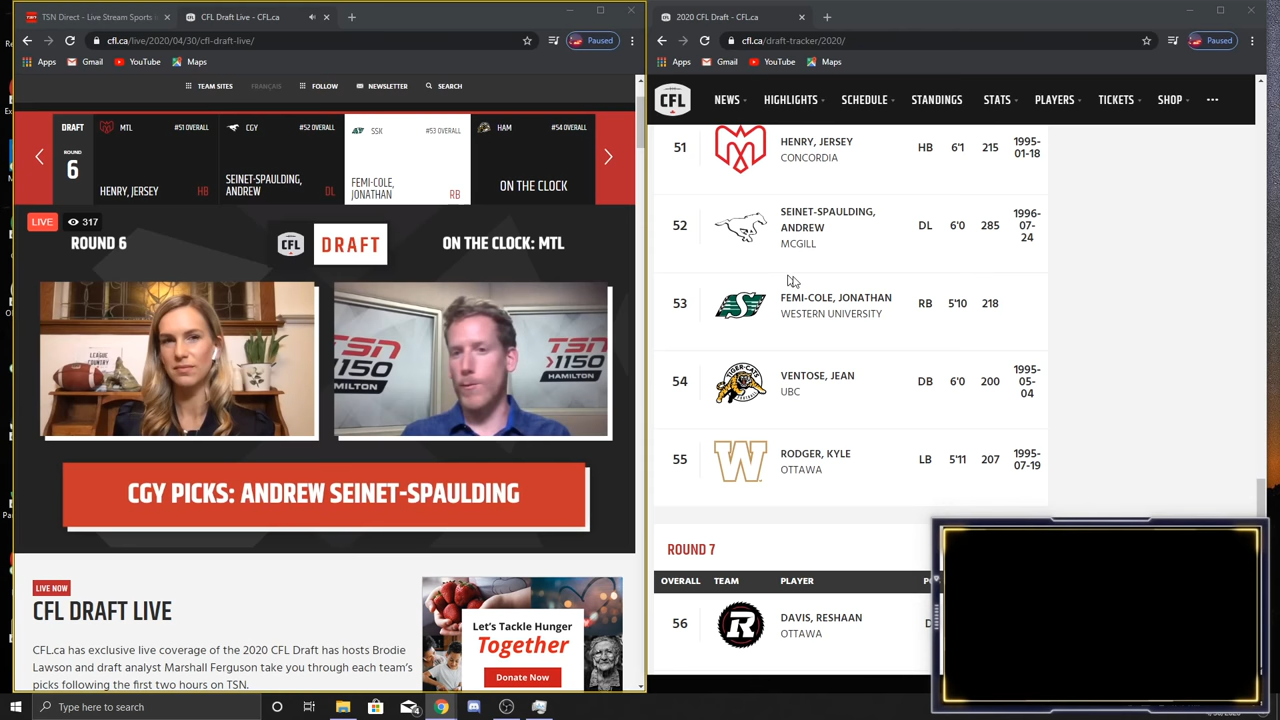 TSN Direct - Live Stream Sports
CFL Draft Live - CFL.ca
cfl.ca/live/2020/04/30/cfl-draft-live/
Paused
Apps
Gmail
YouTube
Maps
TEAM SITES
FRANÇAIS
FOLLOW
NEWSLETTER
SEARCH
DRAFT
ROUND
6
MTL #51 OVERALL
HENRY, JERSEY HB
CGY #52 OVERALL
SEINET-SPAULDING,
ANDREW DL
SSK #53 OVERALL
FEMI-COLE,
JONATHAN RB
HAM #54 OVERALL
ON THE CLOCK
LIVE 317
ROUND 6
CFL DRAFT
ON THE CLOCK: MTL
LEAGUE
COUNTRY
TSN
1150
HAMILTON
TSN
1150
HAMILTON
CGY PICKS: ANDREW SEINET-SPAULDING
LIVE NOW
CFL DRAFT LIVE
CFL.ca has exclusive live coverage of the 2020 CFL Draft has hosts Brodie
Lawson and draft analyst Marshall Ferguson take you through each team's
picks following the first two hours on TSN.
Let's Tackle Hunger
Together
Donate Now
2020 CFL Draft - CFL.ca
cfl.ca/draft-tracker/2020/
Paused
Apps
Gmail
YouTube
Maps
CFL
NEWS
HIGHLIGHTS
SCHEDULE
STANDINGS
STATS
PLAYERS
TICKETS
SHOP
51 HENRY, JERSEY HB 6'1 215 1995-
CONCORDIA 01-18
52 SEINET-SPAULDING, DL 6'0 285 1996-
ANDREW 07-
MCGILL 24
53 FEMI-COLE, JONATHAN RB 5'10 218
WESTERN UNIVERSITY
54 VENTOSE, JEAN DB 6'0 200 1995-
UBC 05-
04
55 W RODGER, KYLE LB 5'11 207 1995-
OTTAWA 07-19
ROUND 7
OVERALL TEAM PLAYER
56 R DAVIS, RESHAAN
OTTAWA
Type here to search